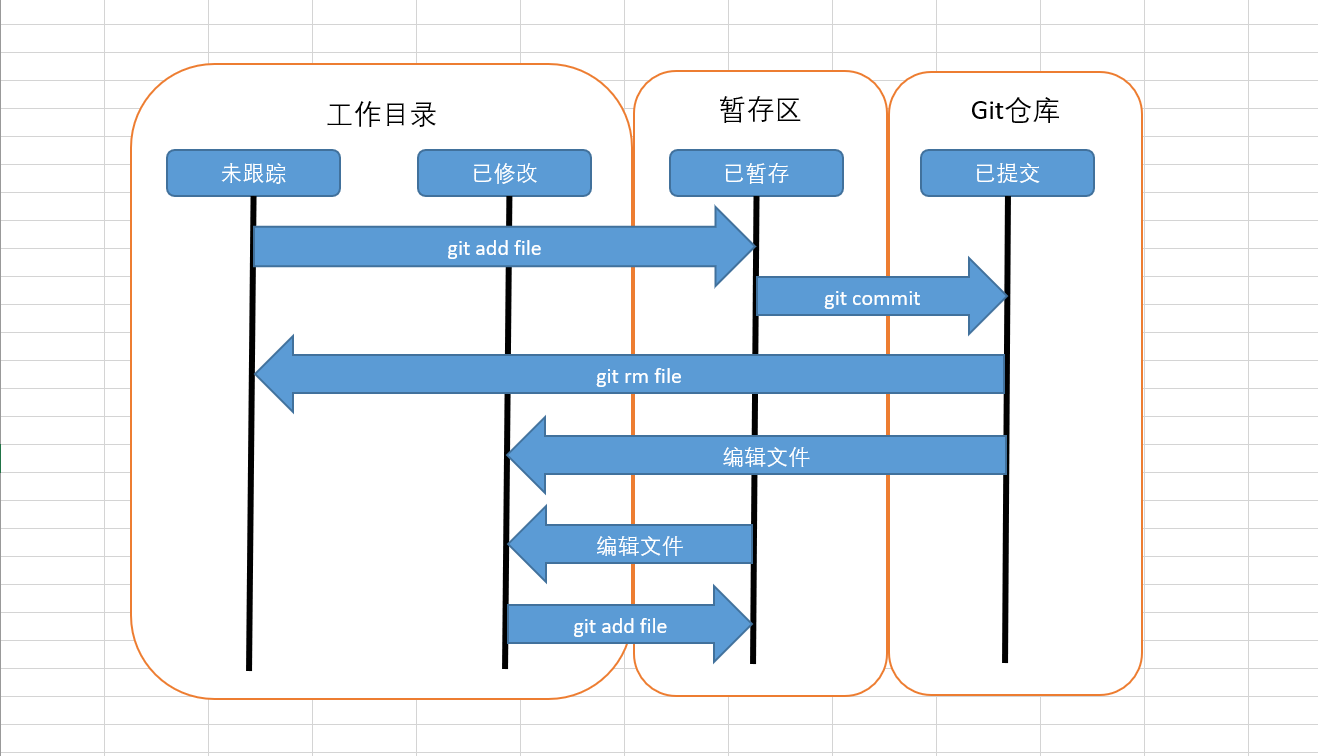 工作目录
暂存区
Git仓库
未跟踪
已修改
已暂存
已提交
git add file
git commit
git rm file
编辑文件
编辑文件
git add file